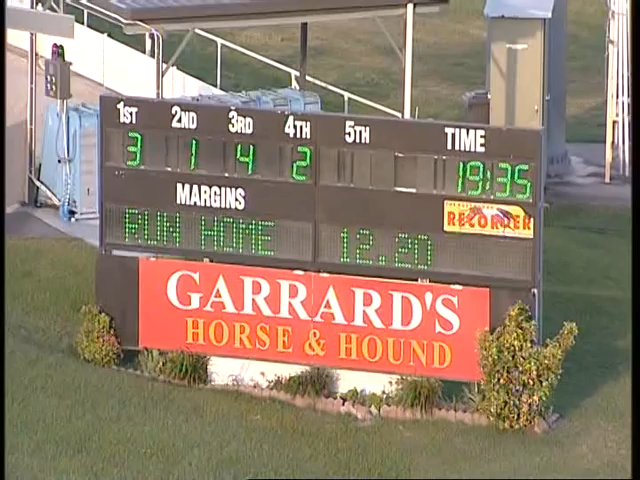 1ST 2ND 3RD 4TH 5TH TIME
3 1 4 2 19:35
MARGINS
RECORDER
RUN HOME 12.20
GARRARD'S
HORSE & HOUND